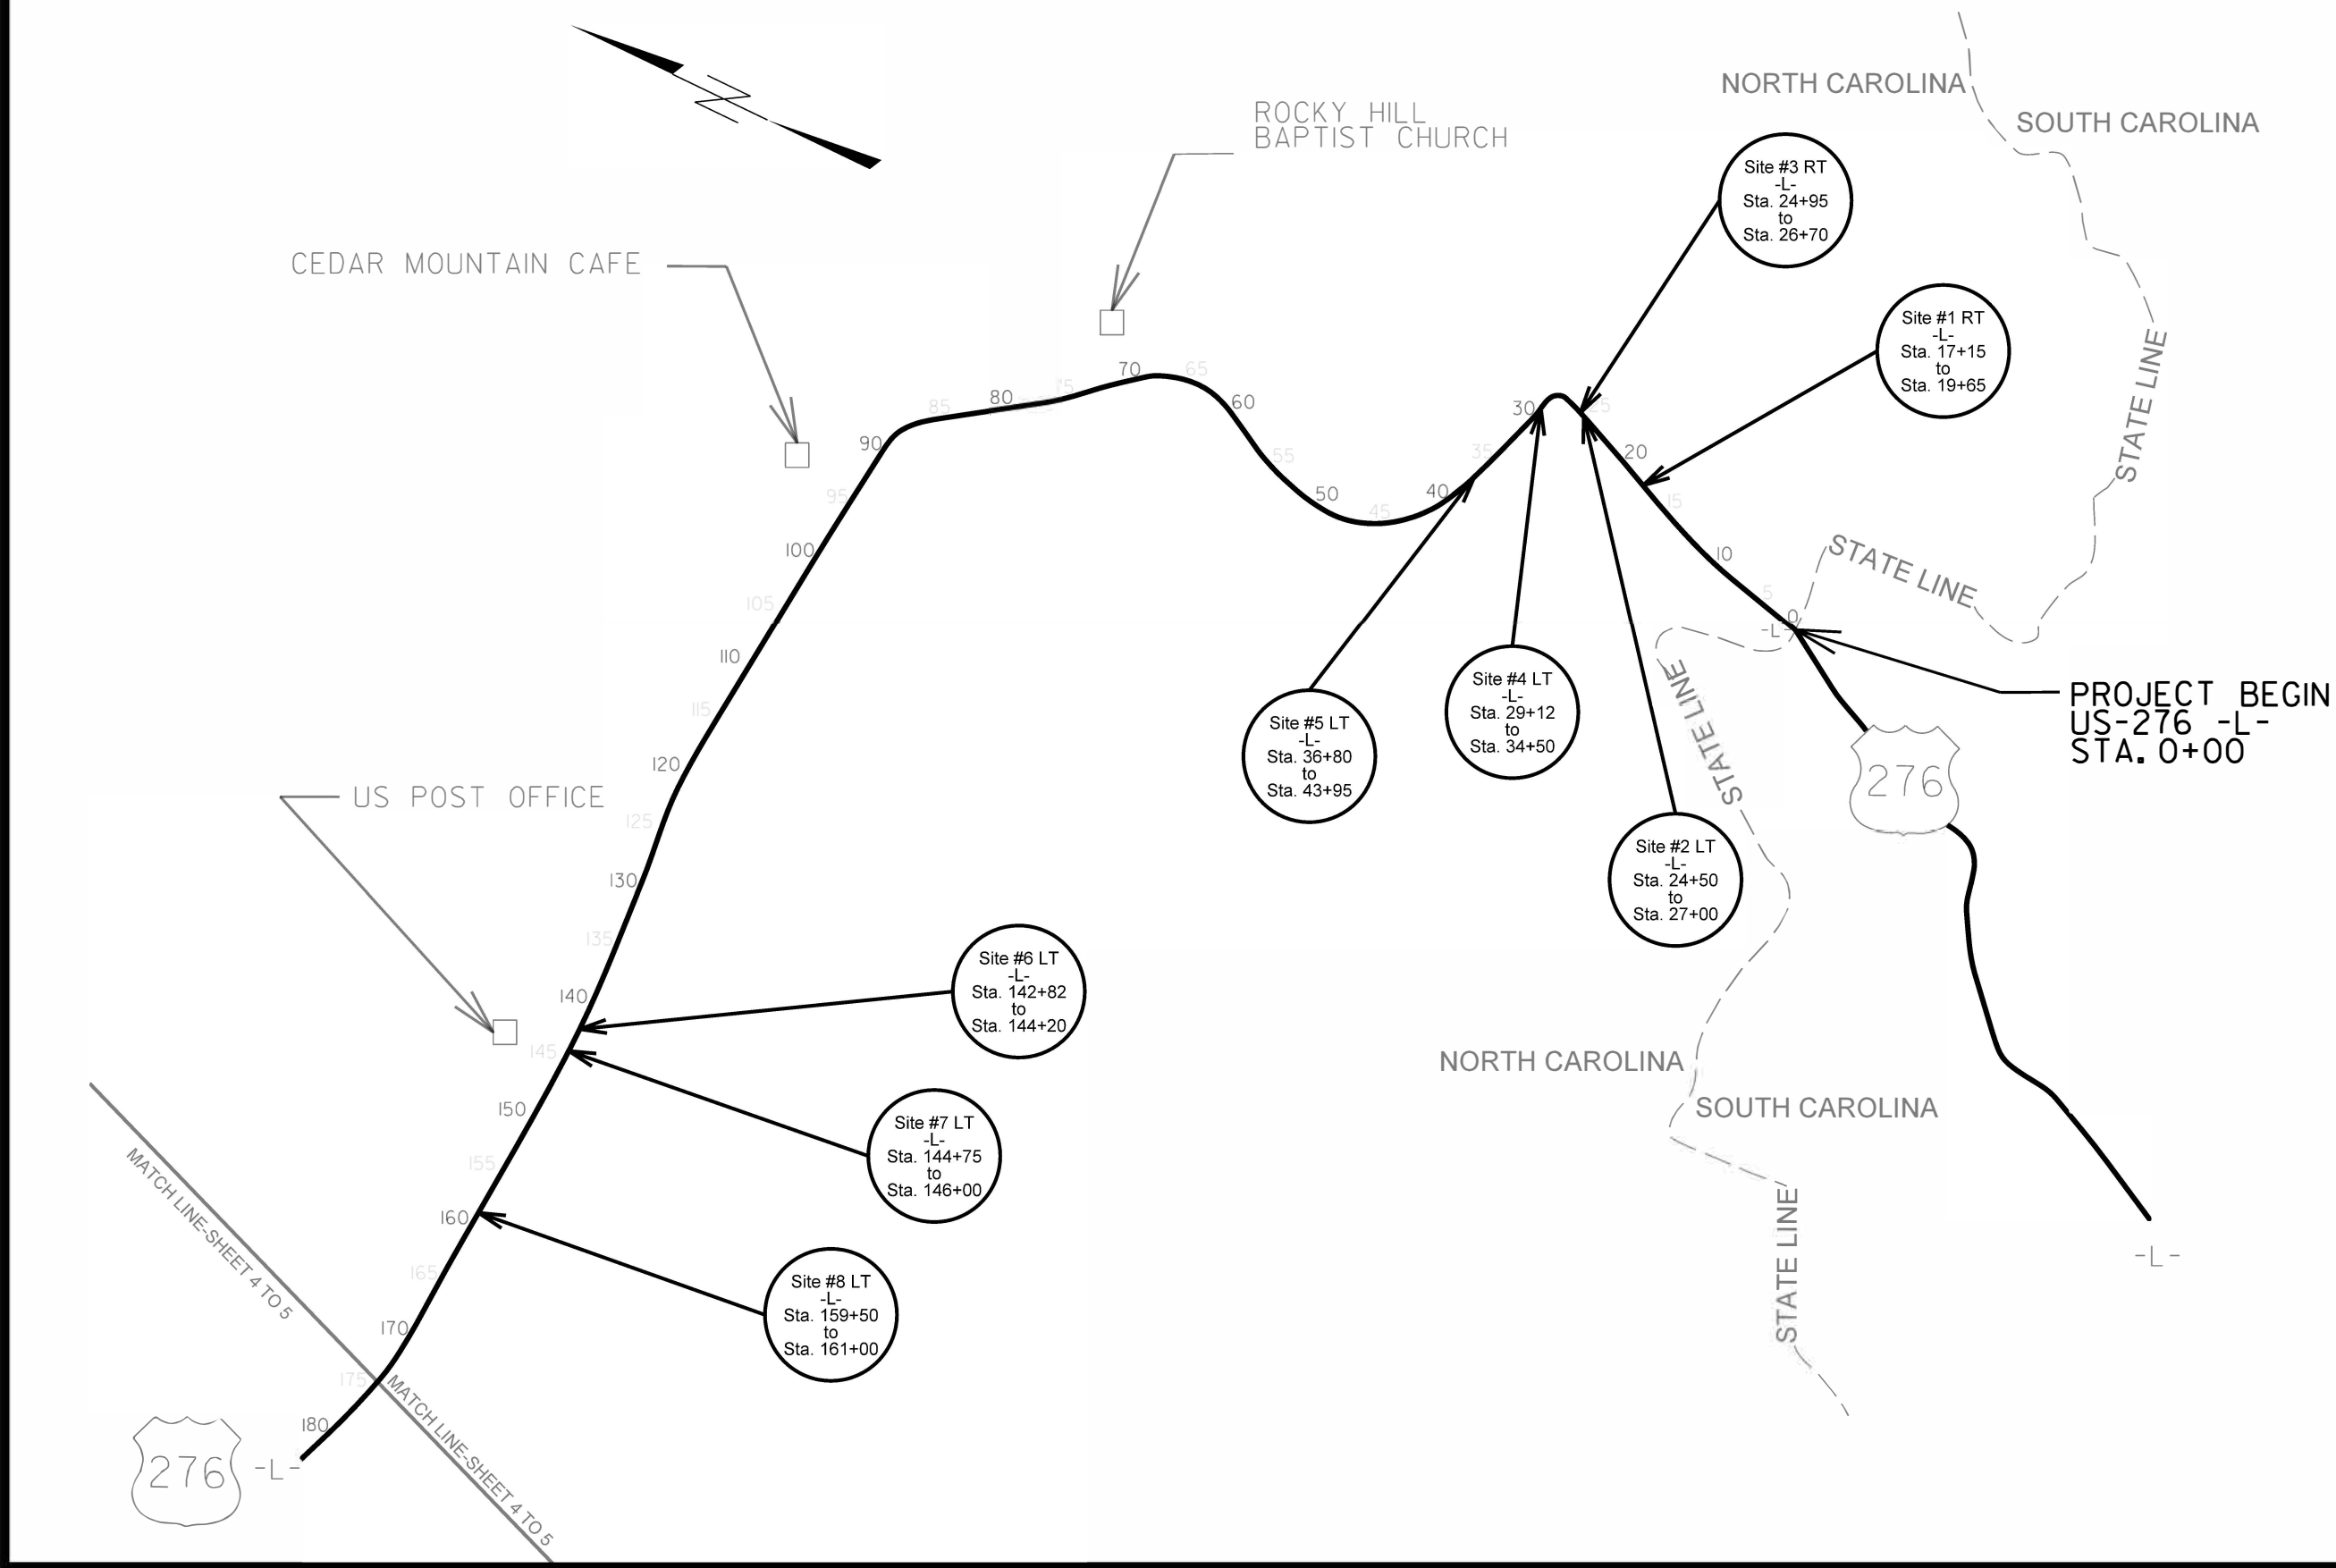 NORTH CAROLINA
SOUTH CAROLINA
ROCKY HILL
BAPTIST CHURCH
CEDAR MOUNTAIN CAFE
Site #3 RT
-L-
Sta. 24+95
to
Sta. 26+70
Site #1 RT
-L-
Sta. 17+15
to
Sta. 19+65
STATE LINE
STATE LINE
0
5
10
15
20
25
30
35
40
45
50
55
60
65
70
75
80
85
90
95
100
105
110
115
120
125
130
135
140
145
150
155
160
165
170
175
180
-L-
PROJECT BEGIN
US-276 -L-
STA. 0+00
276
STATE LINE
Site #5 LT
-L-
Sta. 36+80
to
Sta. 43+95
Site #4 LT
-L-
Sta. 29+12
to
Sta. 34+50
Site #2 LT
-L-
Sta. 24+50
to
Sta. 27+00
US POST OFFICE
Site #6 LT
-L-
Sta. 142+82
to
Sta. 144+20
Site #7 LT
-L-
Sta. 144+75
to
Sta. 146+00
Site #8 LT
-L-
Sta. 159+50
to
Sta. 161+00
NORTH CAROLINA
SOUTH CAROLINA
STATE LINE
-L-
MATCH LINE-SHEET 4 TO 5
MATCH LINE-SHEET 4 TO 5
276 -L-